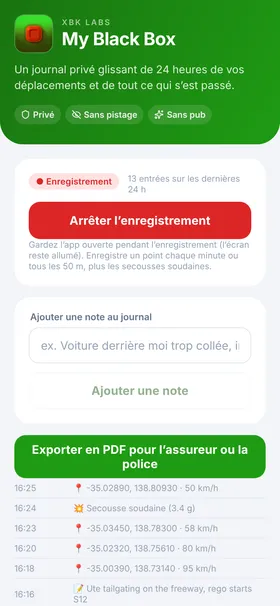 XBK LABS
My Black Box
Un journal privé glissant de 24 heures de vos
déplacements et de tout ce qui s'est passé.
Privé
Sans pistage
Sans pub
Enregistrement
13 entrées sur les dernières
24 h
Arrêter l'enregistrement
Gardez l'app ouverte pendant l'enregistrement (l'écran
reste allumé). Enregistre un point chaque minute ou
tous les 50 m, plus les secousses soudaines.
Ajouter une note au journal
ex. Voiture derrière moi trop collée, i
Ajouter une note
Exporter en PDF pour l'assureur ou la
police
16:25 📍 -35.02890, 138.80930 · 50 km/h
16:24 💥 Secousse soudaine (3.4 g)
16:23 📍 -35.03450, 138.78300 · 58 km/h
16:20 📍 -35.02320, 138.75610 · 80 km/h
16:18 📍 -35.00390, 138.73140 · 95 km/h
16:16 📝 Ute tailgating on the freeway, rego starts
S12